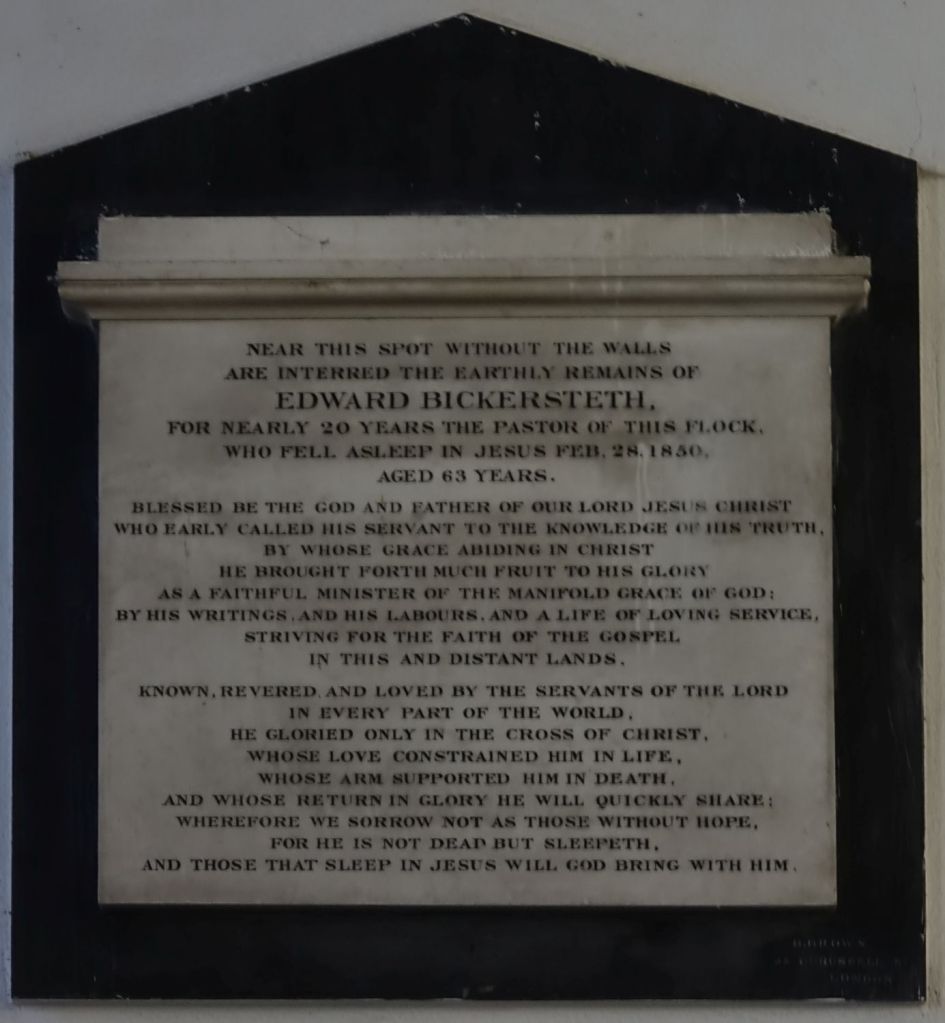 NEAR THIS SPOT WITHOUT THE WALLS
ARE INTERRED THE EARTHLY REMAINS OF
EDWARD BICKERSTETH,
FOR NEARLY 20 YEARS THE PASTOR OF THIS FLOCK,
WHO FELL ASLEEP IN JESUS FEB. 28, 1850,
AGED 63 YEARS.
BLESSED BE THE GOD AND FATHER OF OUR LORD JESUS CHRIST
WHO EARLY CALLED HIS SERVANT TO THE KNOWLEDGE OF HIS TRUTH,
BY WHOSE GRACE ABIDING IN CHRIST
HE BROUGHT FORTH MUCH FRUIT TO HIS GLORY
AS A FAITHFUL MINISTER OF THE MANIFOLD GRACE OF GOD;
BY HIS WRITINGS, AND HIS LABOURS, AND A LIFE OF LOVING SERVICE,
STRIVING FOR THE FAITH OF THE GOSPEL
IN THIS AND DISTANT LANDS.
KNOWN, REVERED, AND LOVED BY THE SERVANTS OF THE LORD
IN EVERY PART OF THE WORLD,
HE GLORIED ONLY IN THE CROSS OF CHRIST,
WHOSE LOVE CONSTRAINED HIM IN LIFE,
WHOSE ARM SUPPORTED HIM IN DEATH,
AND WHOSE RETURN IN GLORY HE WILL QUICKLY SHARE;
WHEREFORE WE SORROW NOT AS THOSE WITHOUT HOPE,
FOR HE IS NOT DEAD BUT SLEEPETH,
AND THOSE THAT SLEEP IN JESUS WILL GOD BRING WITH HIM.
BROWN
LONDON